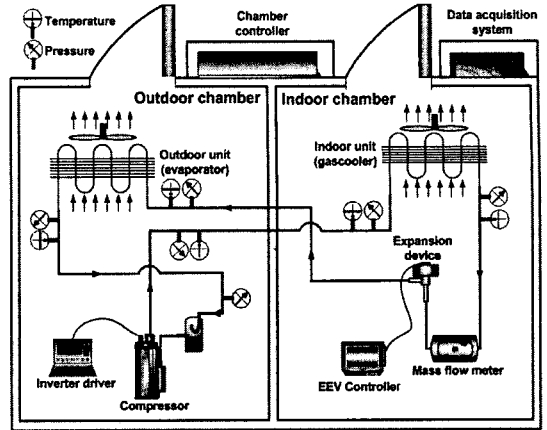 Temperature
Pressure
Chamber
controller
Data acquisition
system
Outdoor chamber
Indoor chamber
Outdoor unit
(evaporator)
Indoor unit
(gascooler)
Expansion
device
Inverter driver
Compressor
EEV Controller
Mass flow meter